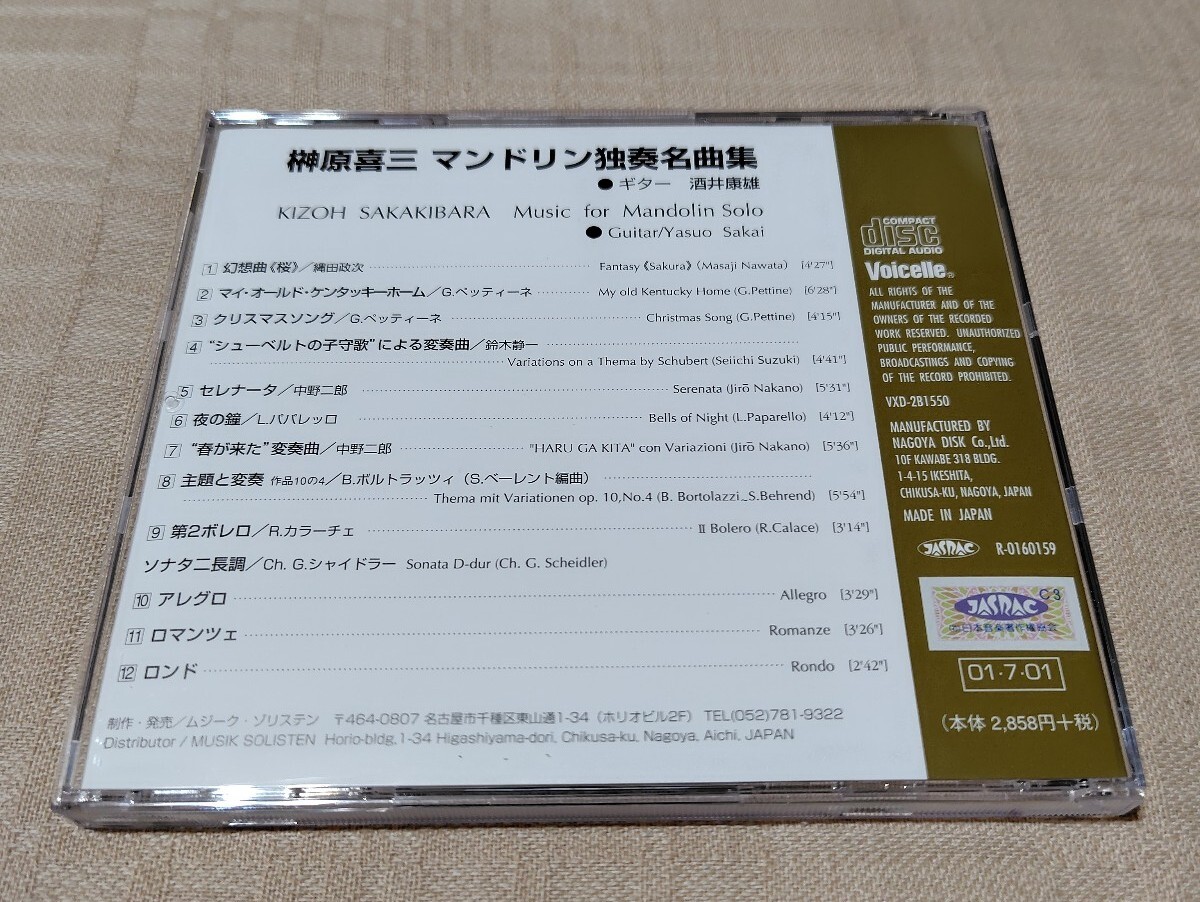 榊原喜三 マンドリン独奏名曲集
●ギター 酒井康雄
KIZOH SAKAKIBARA Music for Mandolin Solo
●Guitar/Yasuo Sakai
1 幻想曲《桜》／縄田政次 Fantasy《Sakura》(Masaji Nawata) [4'27"]
2 マイ・オールド・ケンタッキーホーム／G.ペッティーネ My old Kentucky Home (G.Pettine) [6'28"]
3 クリスマスソング／G.ペッティーネ Christmas Song (G.Pettine) [4'15"]
4 "シューベルトの子守歌"による変奏曲／鈴木静一
Variations on a Thema by Schubert (Seiichi Suzuki) [4'41"]
5 セレナータ／中野二郎 Serenata (Jirō Nakano) [5'31"]
6 夜の鐘／L.パパレッロ Bells of Night (L.Paparello) [4'12"]
7 "春が来た"変奏曲／中野二郎 "HARU GA KITA" con Variazioni (Jirō Nakano) [5'36"]
8 主題と変奏 作品10の4／B.ボルトラッツィ（S.ベーレント編曲）
Thema mit Variationen op. 10,No.4 (B. Bortolazzi_S.Behrend) [5'54"]
9 第2ボレロ／R.カラーチェ II Bolero (R.Calace) [3'14"]
ソナタニ長調／Ch. G.シャイドラー Sonata D-dur (Ch. G. Scheidler)
10 アレグロ Allegro [3'29"]
11 ロマンツェ Romanze [3'26"]
12 ロンド Rondo [2'42"]
制作・発売／ムジーク・ゾリステン 〒464-0807 名古屋市千種区東山通1-34（ホリオビル2F） TEL(052)781-9322
Distributor / MUSIK SOLISTEN Horio-bldg,1-34 Higashiyama-dori, Chikusa-ku, Nagoya, Aichi, JAPAN
COMPACT
disc
DIGITAL AUDIO
Voicelle®
ALL RIGHTS OF THE
MANUFACTURER AND OF THE
OWNERS OF THE RECORDED
WORK RESERVED. UNAUTHORIZED
PUBLIC PERFORMANCE,
BROADCASTINGS AND COPYING
OF THE RECORD PROHIBITED.
VXD-2B1550
MANUFACTURED BY
NAGOYA DISK Co.,Ltd.
10F KAWABE 318 BLDG.
1-4-15 IKESHITA,
CHIKUSA-KU, NAGOYA, JAPAN
MADE IN JAPAN
JASRAC R-0160159
C3
JASRAC
㈳日本音楽著作権協会
01・7・01
（本体 2,858円＋税）